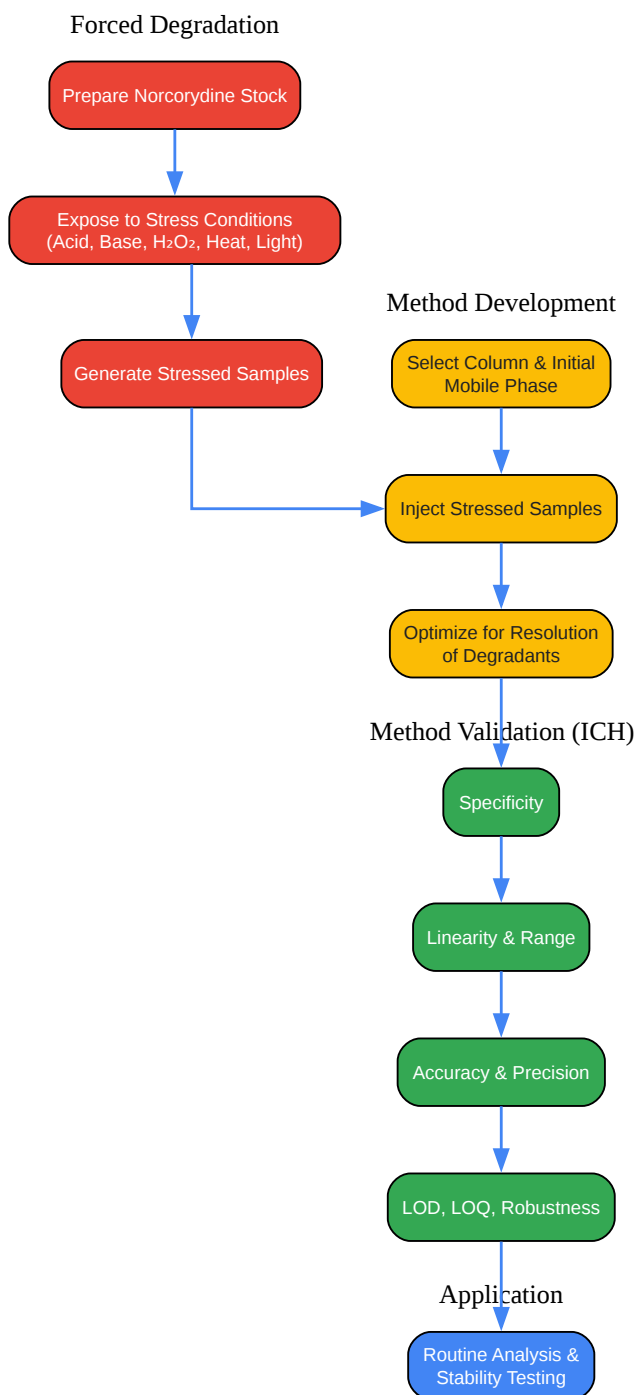 Forced Degradation
Prepare Norcorydine Stock
Expose to Stress Conditions
(Acid, Base, H₂O₂, Heat, Light)
Generate Stressed Samples
Method Development
Select Column & Initial
Mobile Phase
Inject Stressed Samples
Optimize for Resolution
of Degradants
Method Validation (ICH)
Specificity
Linearity & Range
Accuracy & Precision
LOD, LOQ, Robustness
Application
Routine Analysis &
Stability Testing